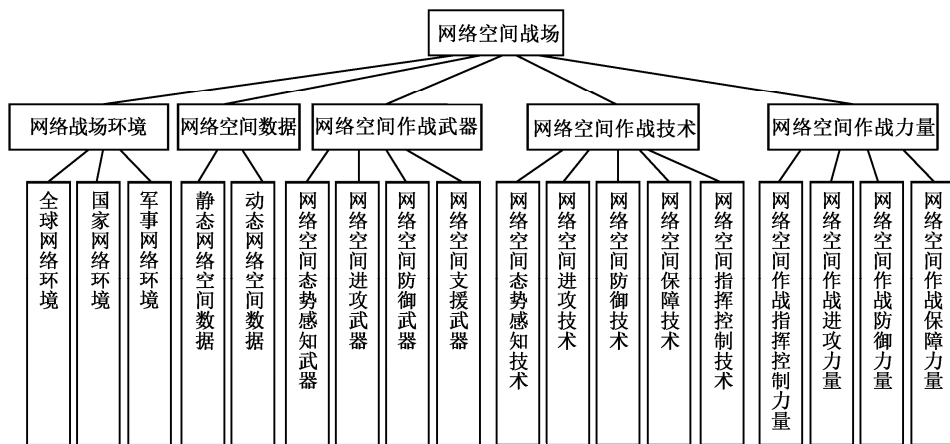 网络空间战场
网络战场环境
网络空间数据
网络空间作战武器
网络空间作战技术
网络空间作战力量
全球网络环境
国家网络环境
军事网络环境
静态网络空间数据
动态网络空间数据
网络空间态势感知武器
网络空间进攻武器
网络空间防御武器
网络空间支援武器
网络空间态势感知技术
网络空间进攻技术
网络空间防御技术
网络空间保障技术
网络空间指挥控制技术
网络空间作战指挥控制力量
网络空间作战进攻力量
网络空间作战防御力量
网络空间作战保障力量